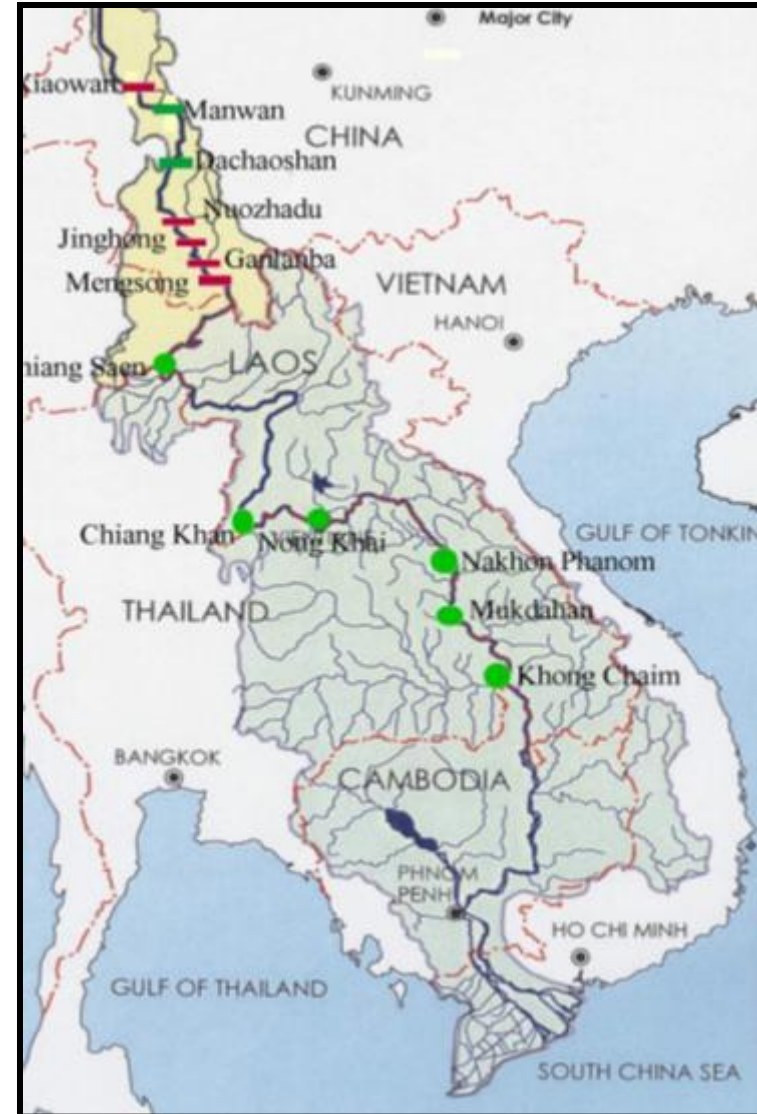 Major City
KUNMING
Xiaowan
Manwan
CHINA
Dachaoshan
Nuozhadu
Jinghong
Ganlanba
Mengsong
VIETNAM
HANOI
hiang Saen
LAOS
Chiang Khan
Nong Khai
GULF OF TONKIN
Nakhon Phanom
THAILAND
Mukdahan
Khong Chaim
BANGKOK
CAMBODIA
PHNOM
PENH
HO CHI MINH
GULF OF THAILAND
SOUTH CHINA SEA